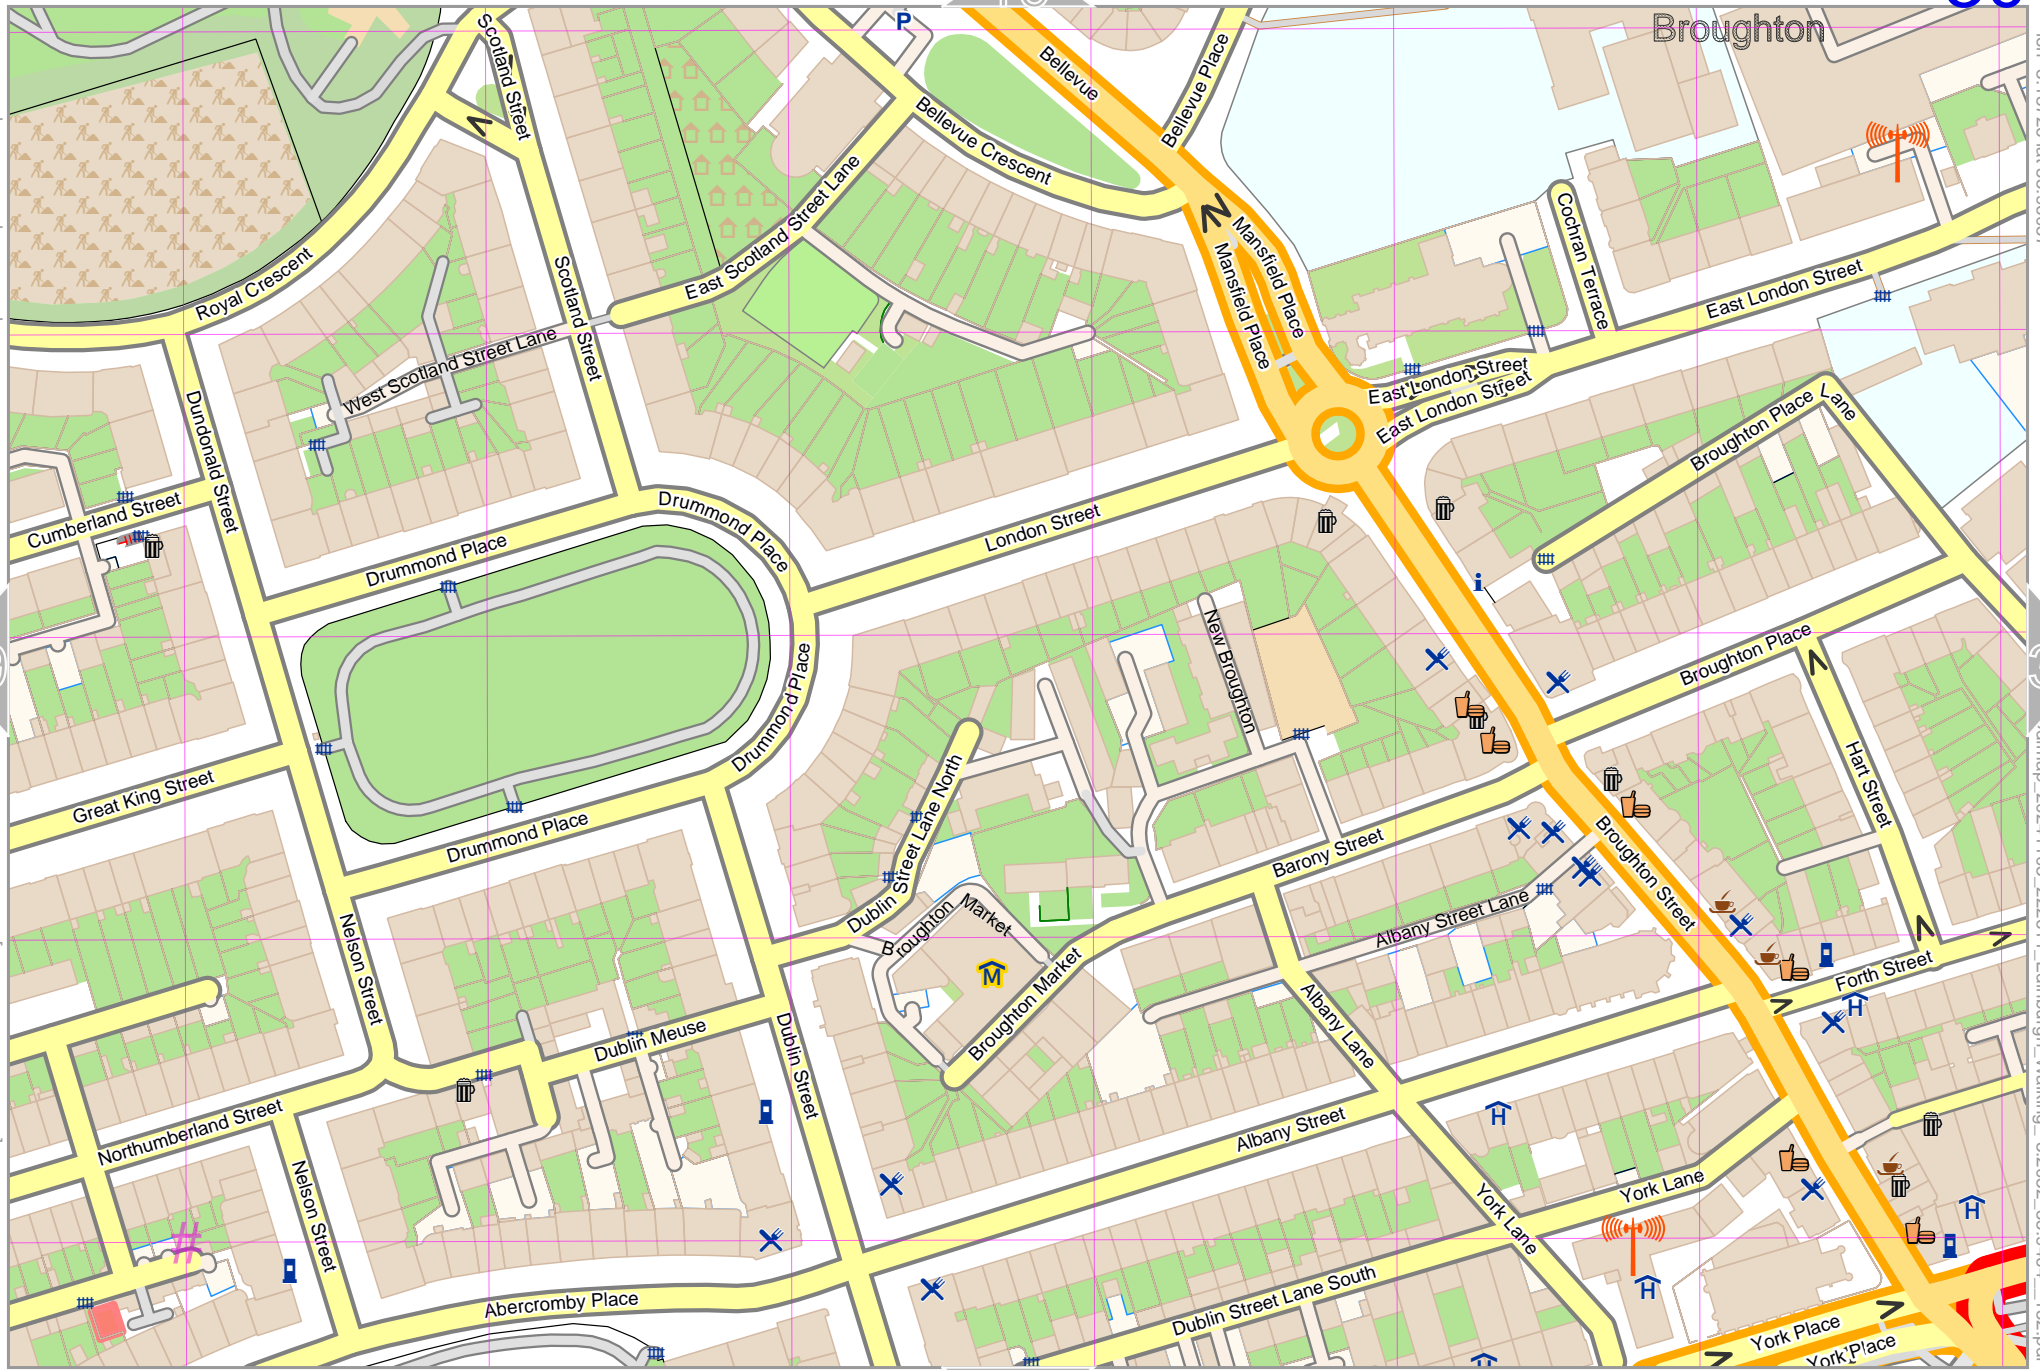 Broughton
P
Scotland Street
Bellevue
Bellevue Place
Bellevue Crescent
East Scotland Street Lane
Mansfield Place
Mansfield Place
Cochran Terrace
East London Street
Royal Crescent
Scotland Street
West Scotland Street Lane
East London Street
East London Street
Broughton Place Lane
Dundonald Street
Cumberland Street
Drummond Place
Drummond Place
London Street
i
New Broughton
Broughton Place
Drummond Place
Hart Street
Great King Street
Drummond Place
Dublin Street Lane North
Barony Street
Broughton Street
Albany Street Lane
Broughton Market
Nelson Street
M
Broughton Market
Forth Street
H
Albany Lane
Dublin Meuse
Dublin Street
Northumberland Street
Albany Street
H
York Lane
York Lane
Nelson Street
H
#
H
Abercromby Place
Dublin Street Lane South
York Place
York Place